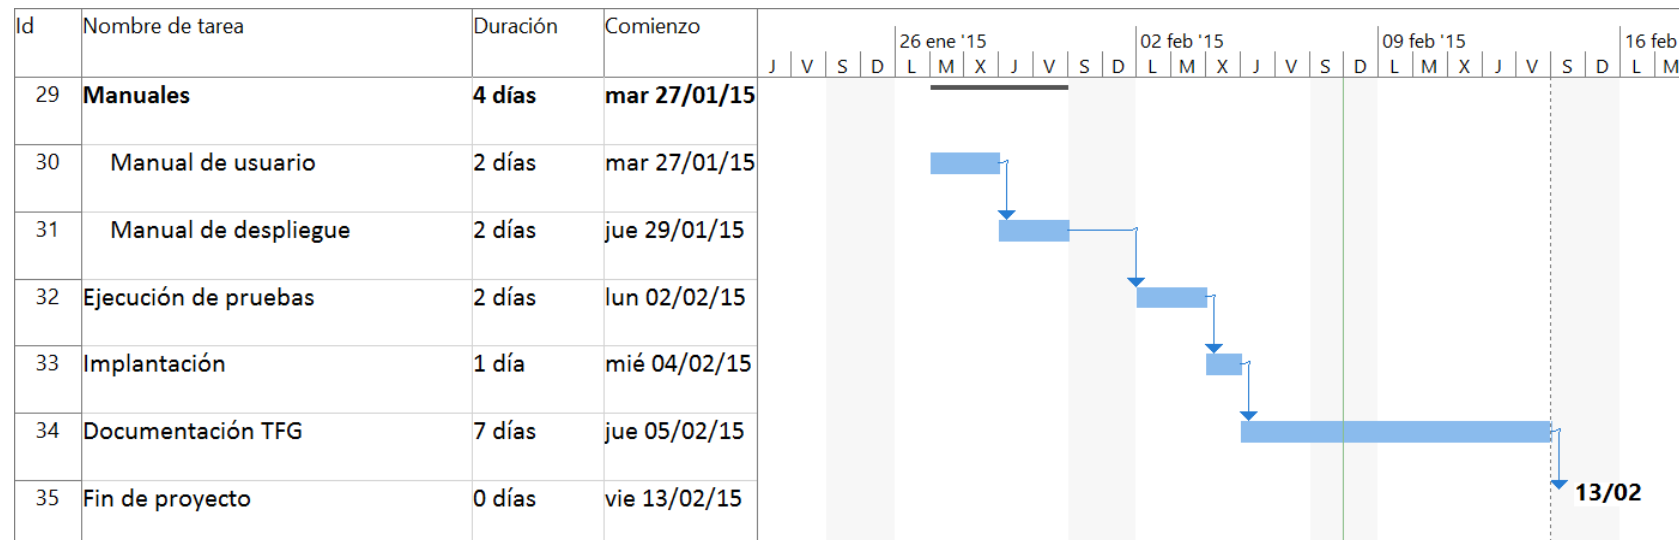 Id Nombre de tarea Duración Comienzo
26 ene '15 02 feb '15 09 feb '15 16 feb
J V S D L M X J V S D L M X J V S D L M X J V S D L M
29 Manuales 4 días mar 27/01/15
30 Manual de usuario 2 días mar 27/01/15
31 Manual de despliegue 2 días jue 29/01/15
32 Ejecución de pruebas 2 días lun 02/02/15
33 Implantación 1 día mié 04/02/15
34 Documentación TFG 7 días jue 05/02/15
35 Fin de proyecto 0 días vie 13/02/15 13/02